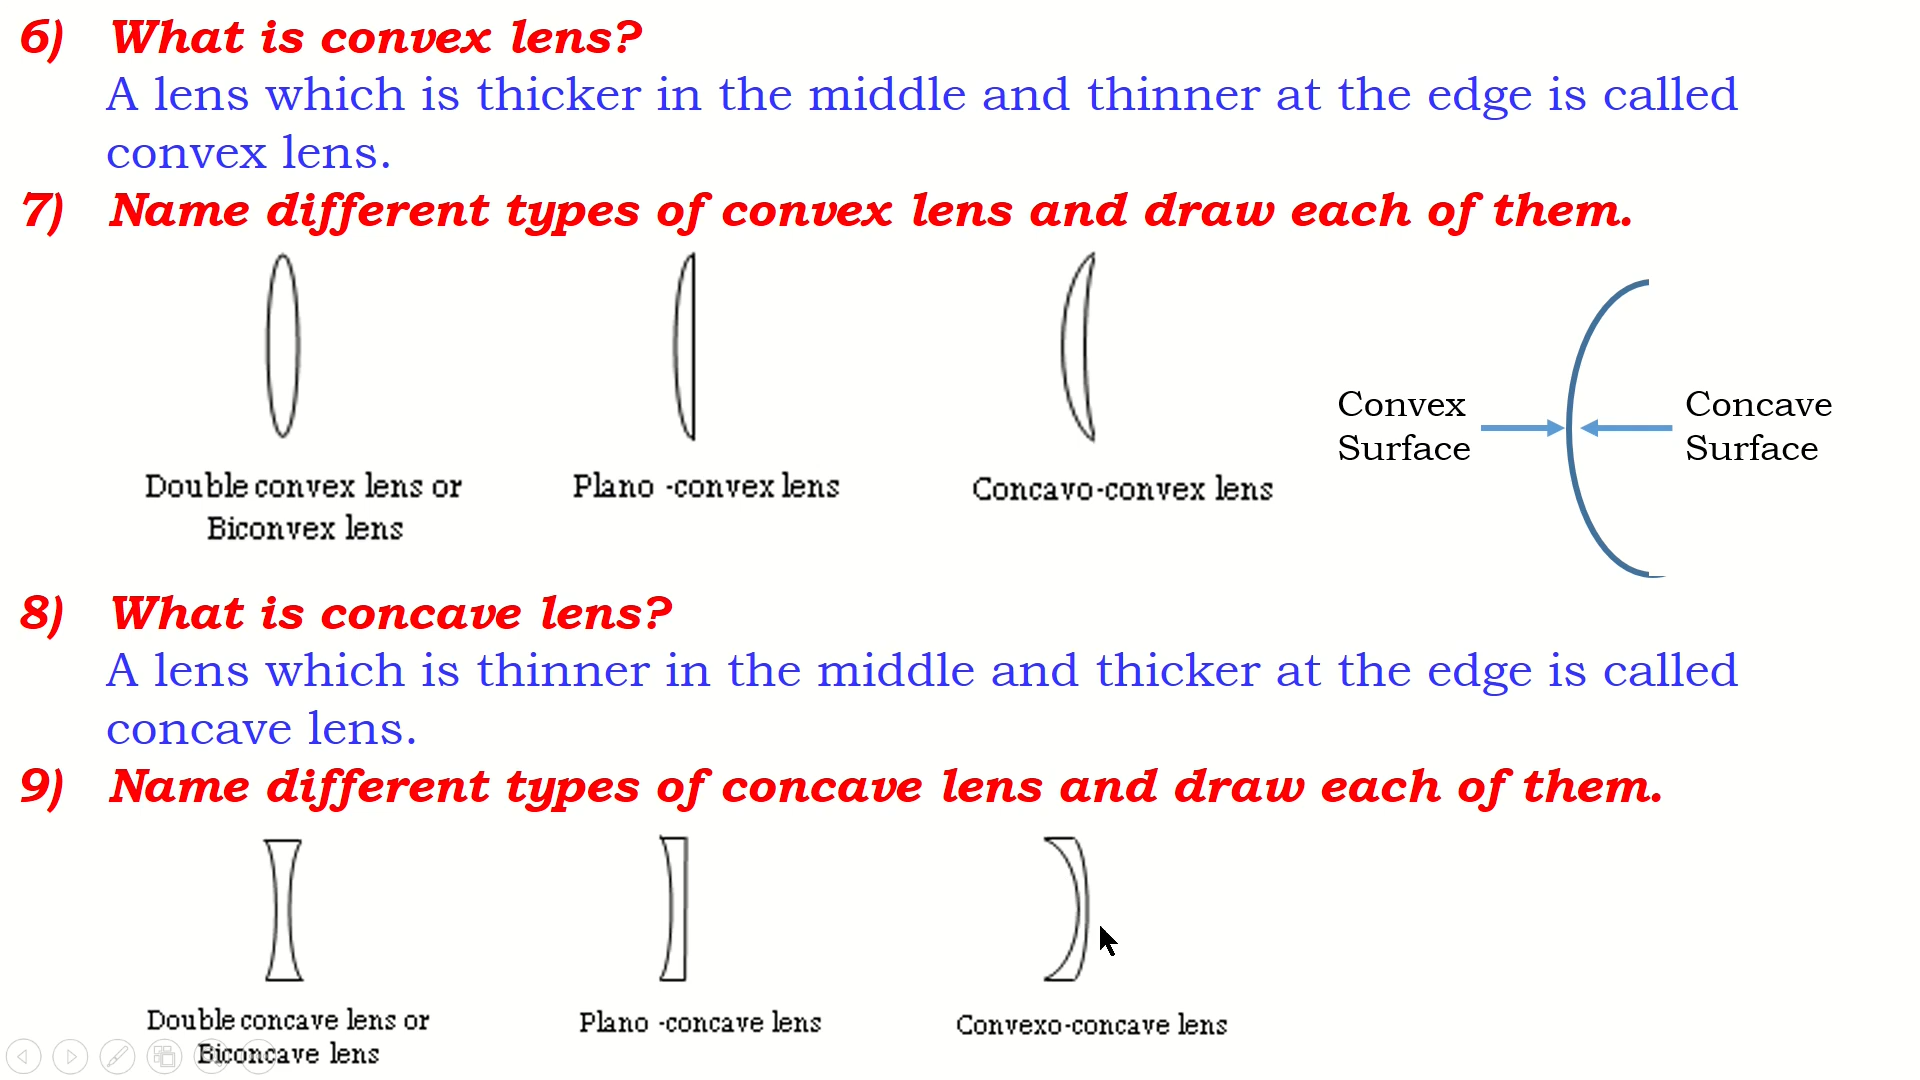 6) What is convex lens?
A lens which is thicker in the middle and thinner at the edge is called
convex lens.
7) Name different types of convex lens and draw each of them.
Double convex lens or
Biconvex lens
Plano -convex lens
Concavo-convex lens
Convex
Surface
Concave
Surface
8) What is concave lens?
A lens which is thinner in the middle and thicker at the edge is called
concave lens.
9) Name different types of concave lens and draw each of them.
Double concave lens or
Biconcave lens
Plano -concave lens
Convexo-concave lens